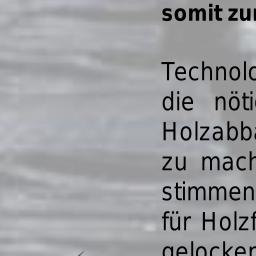 somit zur
Technolo
die nöti
Holzabba
zu mach
stimmen
für Holzf
gelocker